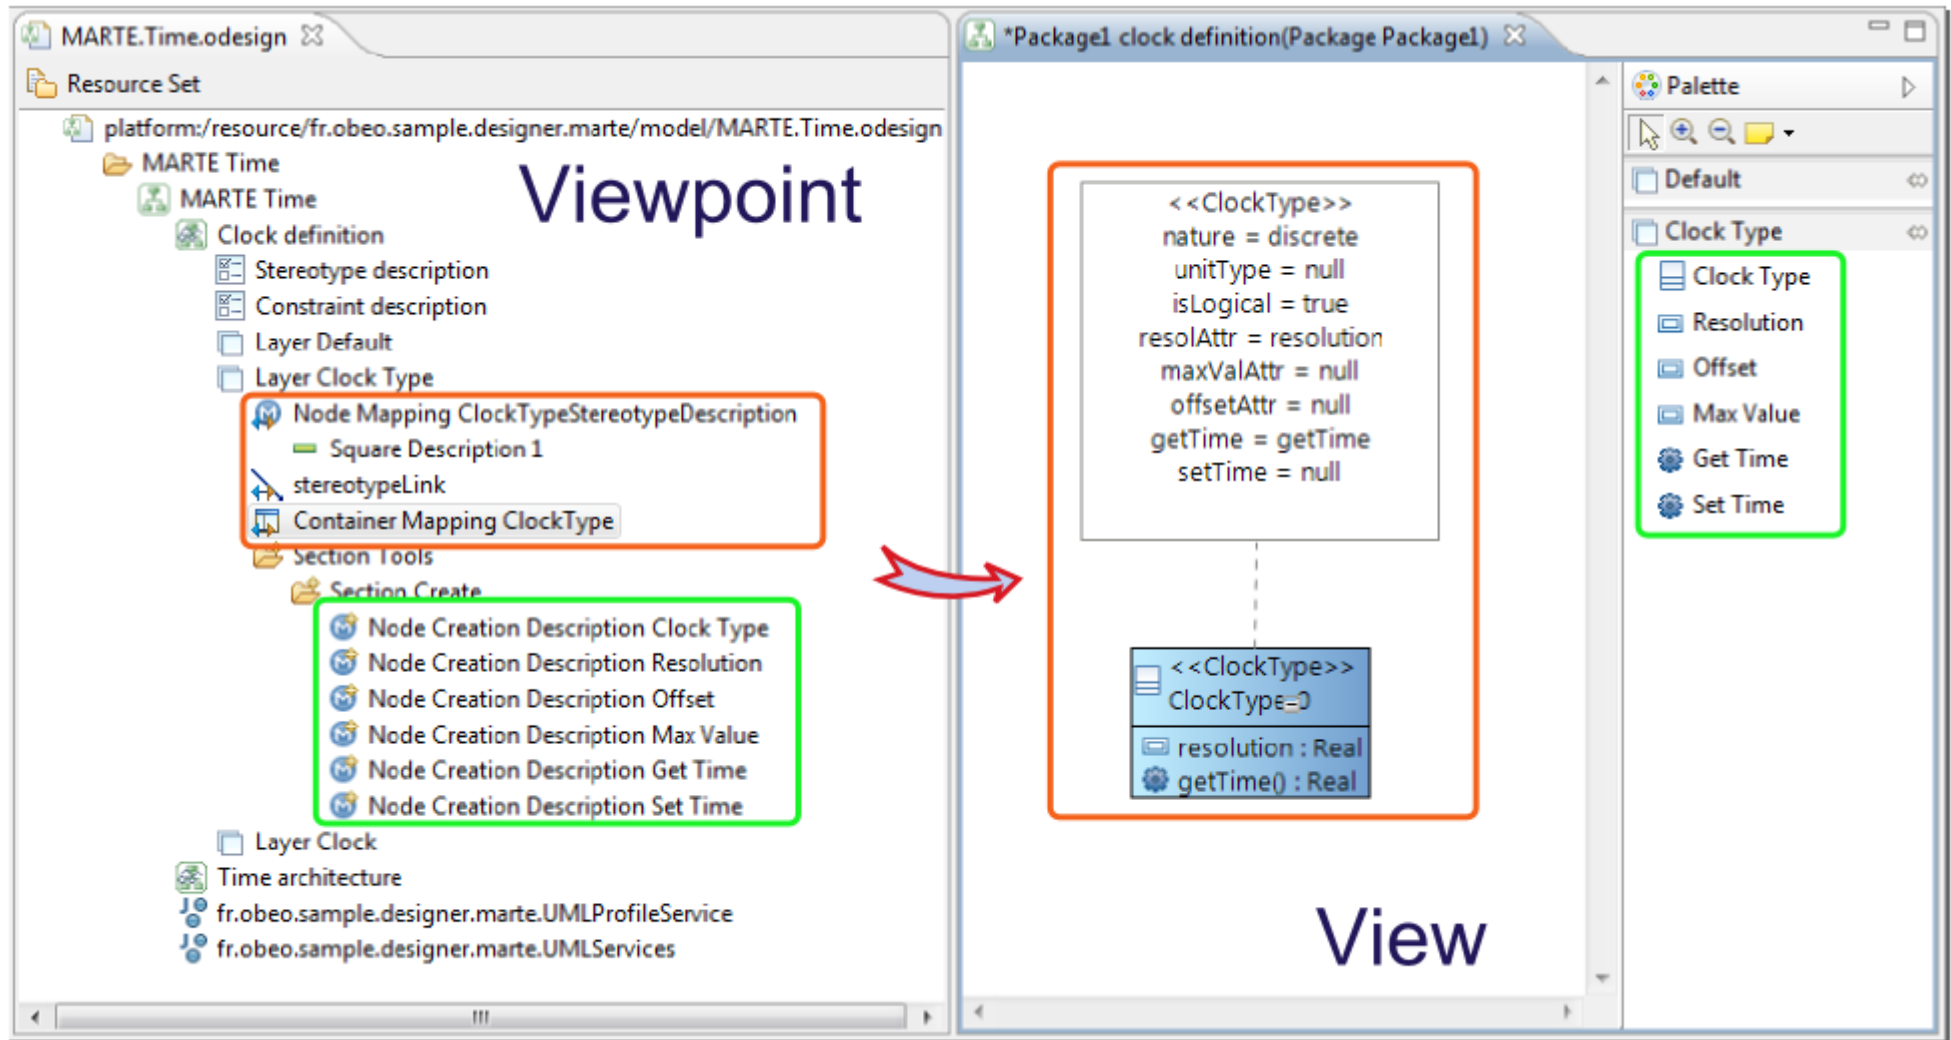 MARTE.Time.odesign
Resource Set
platform:/resource/fr.obeo.sample.designer.marte/model/MARTE.Time.odesign
MARTE Time
MARTE Time
Viewpoint
Clock definition
Stereotype description
Constraint description
Layer Default
Layer Clock Type
Node Mapping ClockTypeStereotypeDescription
Square Description 1
stereotypeLink
Container Mapping ClockType
Section Tools
Section Create
Node Creation Description Clock Type
Node Creation Description Resolution
Node Creation Description Offset
Node Creation Description Max Value
Node Creation Description Get Time
Node Creation Description Set Time
Layer Clock
Time architecture
fr.obeo.sample.designer.marte.UMLProfileService
fr.obeo.sample.designer.marte.UMLServices
*Package1 clock definition(Package Package1)
<<ClockType>>
nature = discrete
unitType = null
isLogical = true
resolAttr = resolution
maxValAttr = null
offsetAttr = null
getTime = getTime
setTime = null
<<ClockType>>
resolution : Real
getTime() : Real
View
Palette
Default
Clock Type
Clock Type
Resolution
Offset
Max Value
Get Time
Set Time